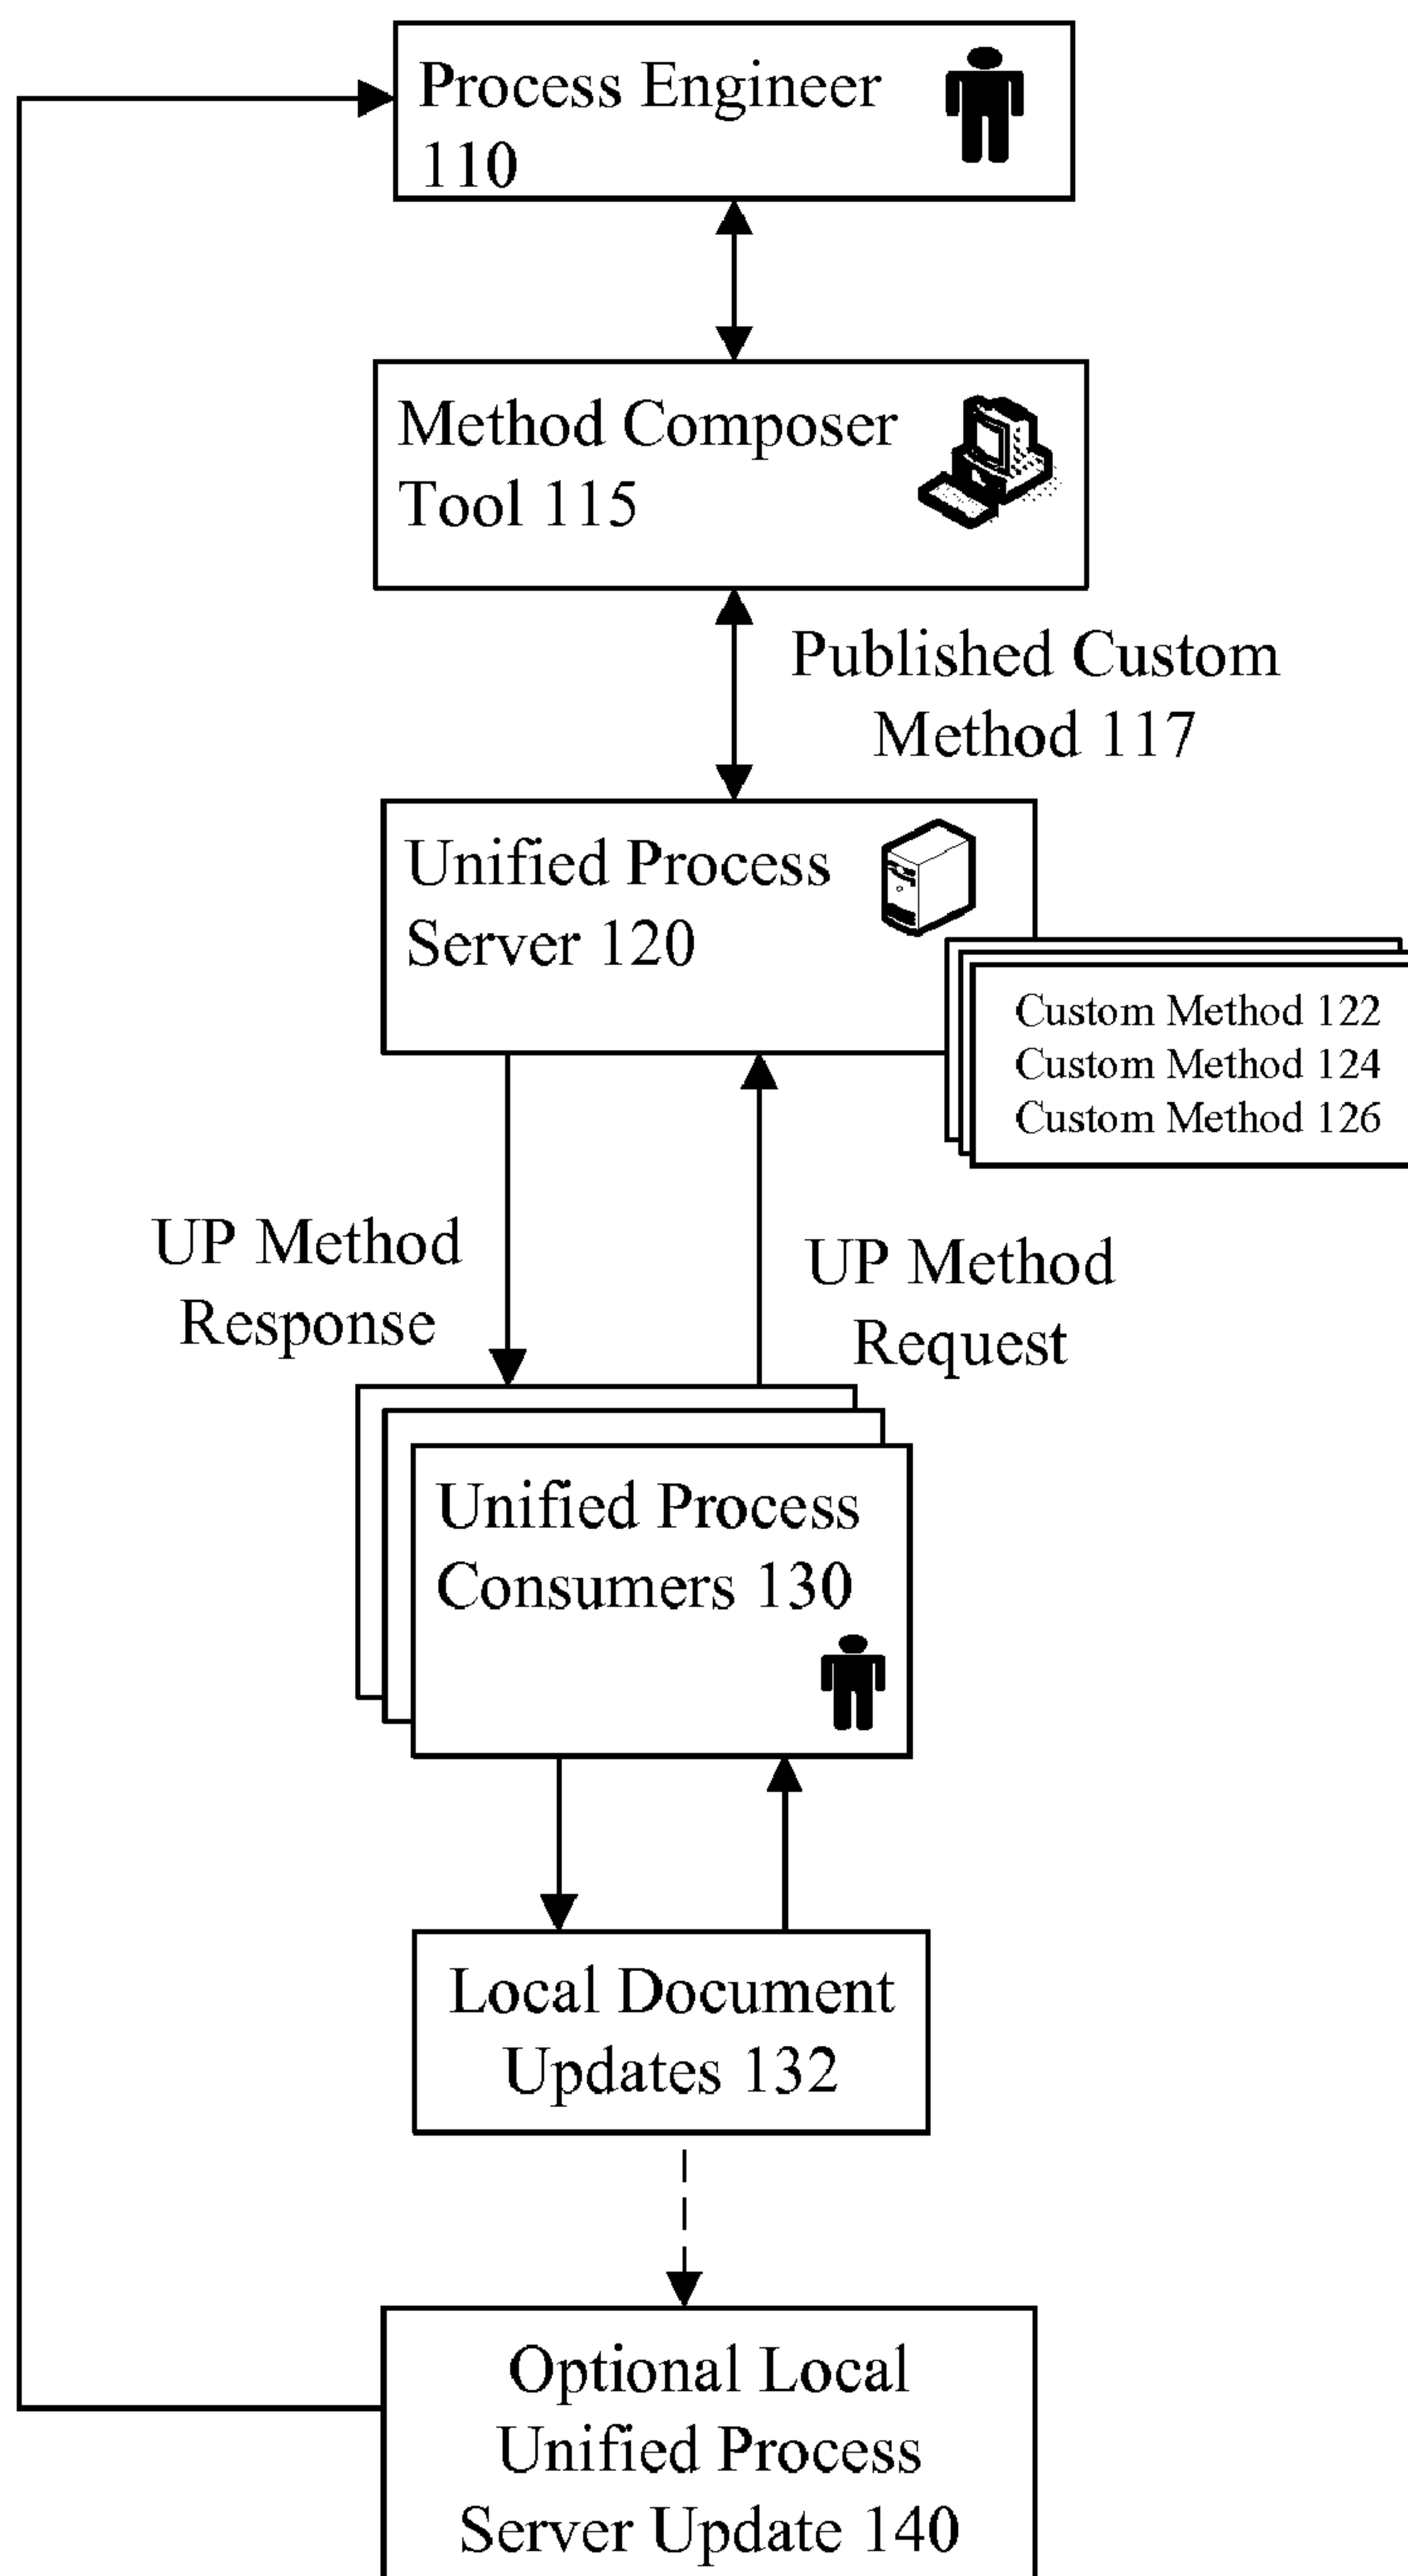 Process Engineer
110
Method Composer
Tool 115
Published Custom
Method 117
Unified Process
Server 120
Custom Method 122
Custom Method 124
Custom Method 126
UP Method
Response
UP Method
Request
Unified Process
Consumers 130
Local Document
Updates 132
Optional Local
Unified Process
Server Update 140